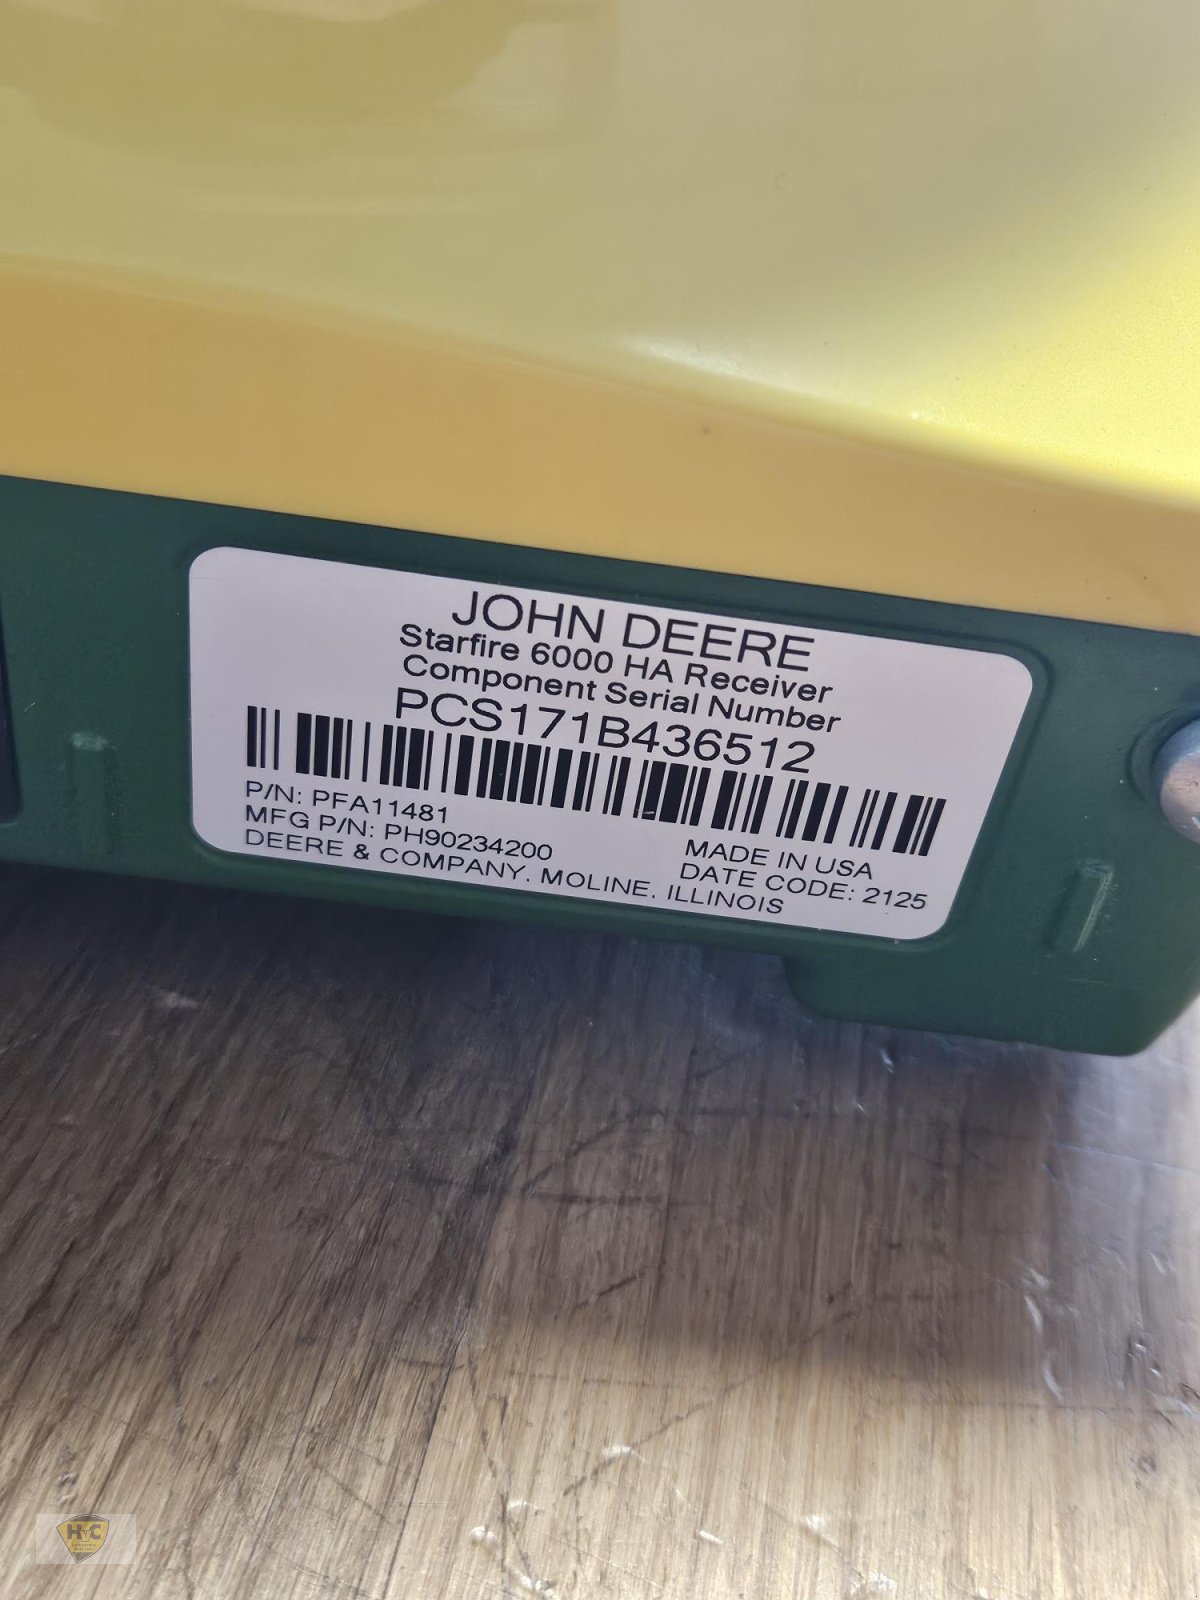 JOHN DEERE
Starfire 6000 HA Receiver
Component Serial Number
PCS171B436512
P/N: PFA11481
MFG P/N: PH90234200
DEERE & COMPANY. MOLINE. ILLINOIS
MADE IN USA
DATE CODE: 2125
H C